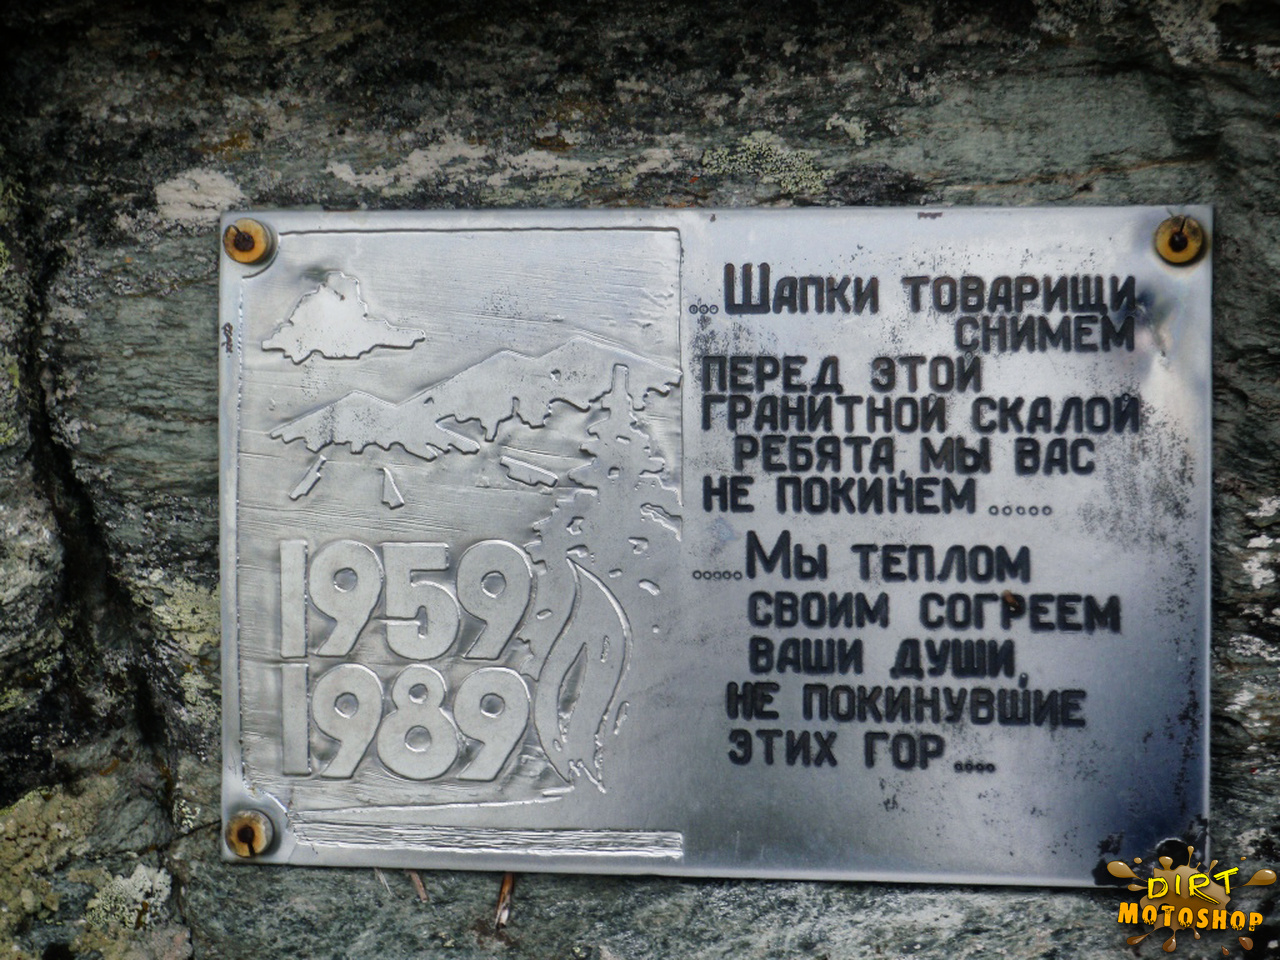 ...Шапки товарищи
снимем
перед этой
гранитной скалой
ребята, мы вас
не покинем.....
.....Мы теплом
своим согреем
ваши души,
не покинувшие
этих гор....
1959
1989
DIRT
MOTOSHOP